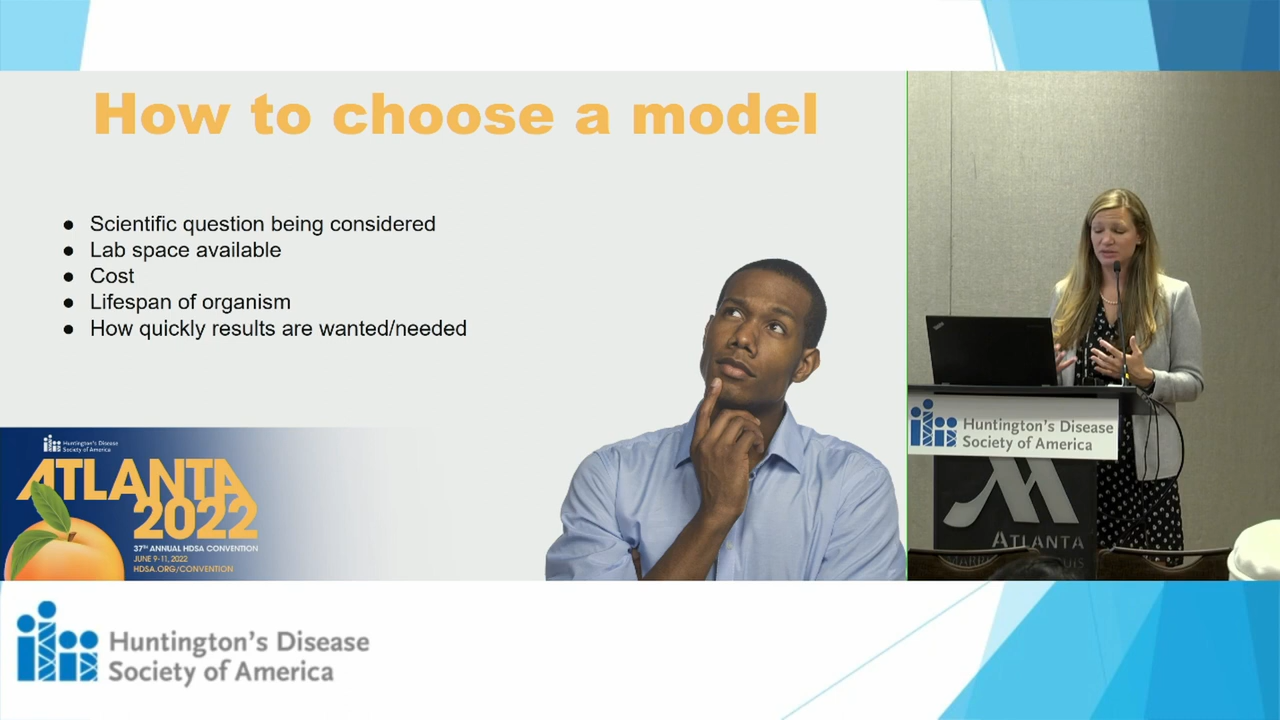 How to choose a model
● Scientific question being considered
● Lab space available
● Cost
● Lifespan of organism
● How quickly results are wanted/needed
Huntington's Disease
Society of America
ATLANTA
2022
37TH ANNUAL HDSA CONVENTION
JUNE 9-11, 2022
HDSA.ORG/CONVENTION
Huntington's Disease
Society of America
ATLANTA
Huntington's Disease
Society of America